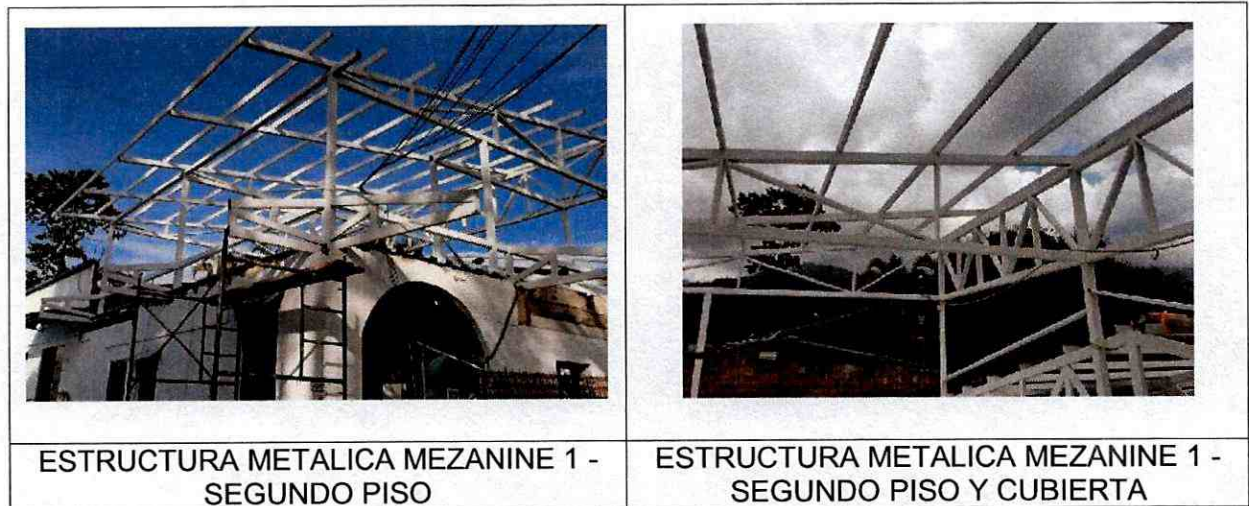 ESTRUCTURA METALICA MEZANINE 1 -
SEGUNDO PISO
ESTRUCTURA METALICA MEZANINE 1 -
SEGUNDO PISO Y CUBIERTA